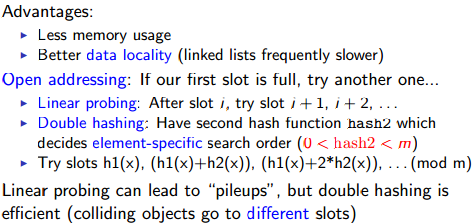 Advantages:
▸ Less memory usage
▸ Better data locality (linked lists frequently slower)
Open addressing: If our first slot is full, try another one...
▸ Linear probing: After slot i, try slot i + 1, i + 2, ...
▸ Double hashing: Have second hash function hash2 which
decides element-specific search order (0 < hash2 < m)
▸ Try slots h1(x), (h1(x)+h2(x)), (h1(x)+2*h2(x)), ...(mod m)
Linear probing can lead to “pileups”, but double hashing is
efficient (colliding objects go to different slots)